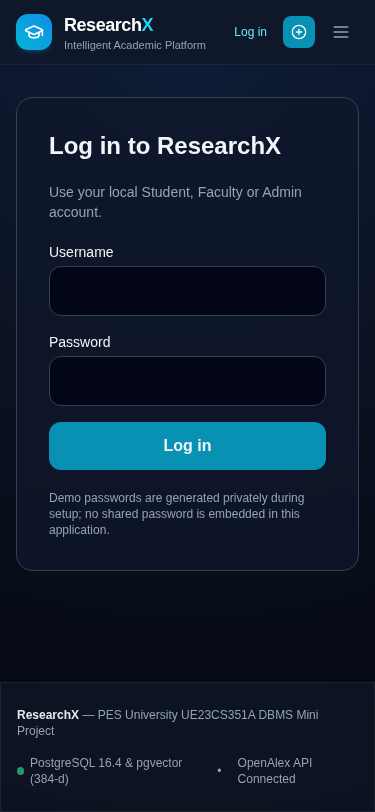 ResearchX
Intelligent Academic Platform
Log in
Log in to ResearchX
Use your local Student, Faculty or Admin
account.
Username
Password
Log in
Demo passwords are generated privately during
setup; no shared password is embedded in this
application.
ResearchX — PES University UE23CS351A DBMS Mini
Project
PostgreSQL 16.4 & pgvector
(384-d)
•
OpenAlex API
Connected